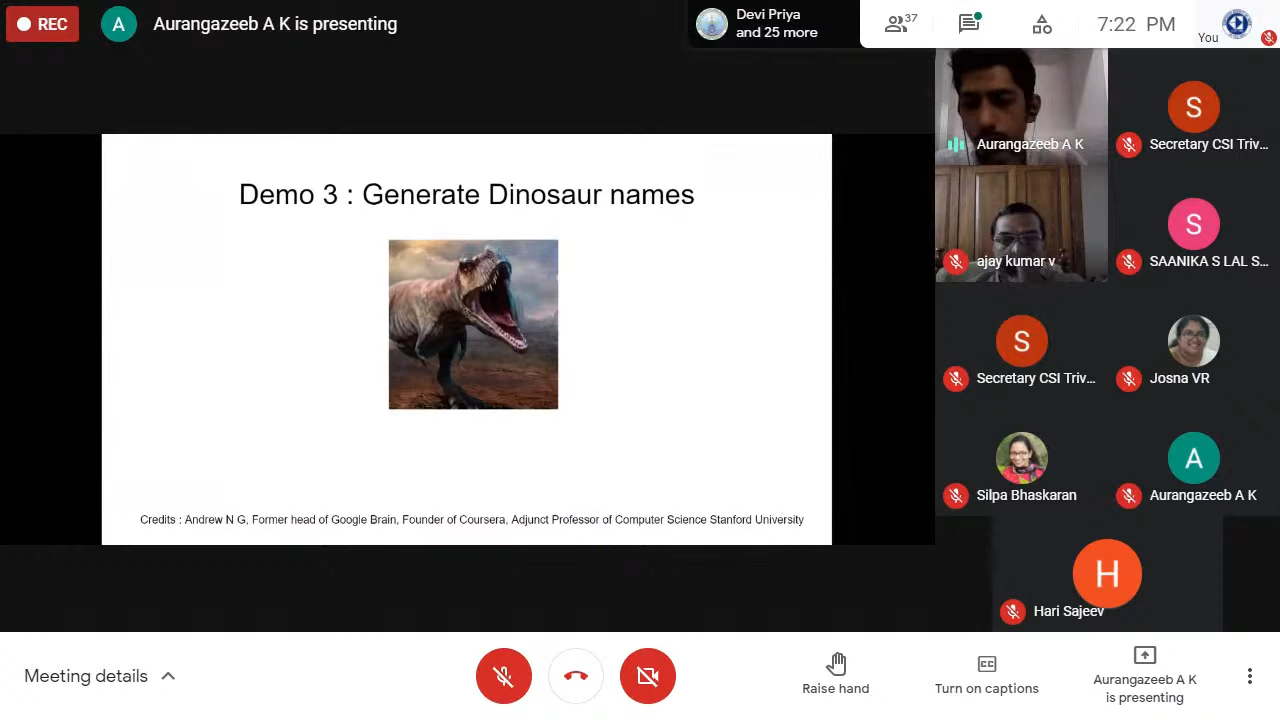 REC
A
Aurangazeeb A K is presenting
Devi Priya
and 25 more
37
7:22 PM
You
Demo 3 : Generate Dinosaur names
Credits : Andrew N G, Former head of Google Brain, Founder of Coursera, Adjunct Professor of Computer Science Stanford University
Aurangazeeb A K
S
Secretary CSI Triv...
ajay kumar v
S
SAANIKA S LAL S...
S
Secretary CSI Triv...
Josna VR
Silpa Bhaskaran
A
Aurangazeeb A K
H
Hari Sajeev
Meeting details
Raise hand
CC
Turn on captions
Aurangazeeb A K
is presenting